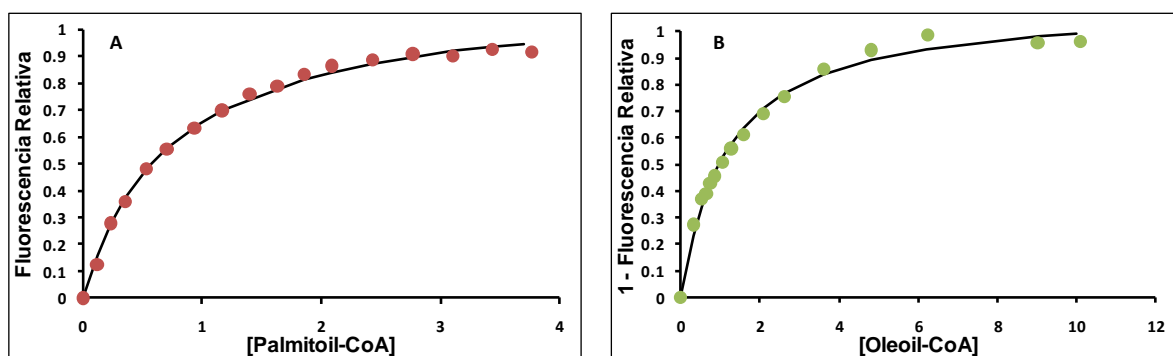 A
Fluorescencia Relativa
1
0.9
0.8
0.7
0.6
0.5
0.4
0.3
0.2
0.1
0
0 1 2 3 4
[Palmitoil-CoA]
B
1 - Fluorescencia Relativa
1
0.9
0.8
0.7
0.6
0.5
0.4
0.3
0.2
0.1
0
0 2 4 6 8 10 12
[Oleoil-CoA]